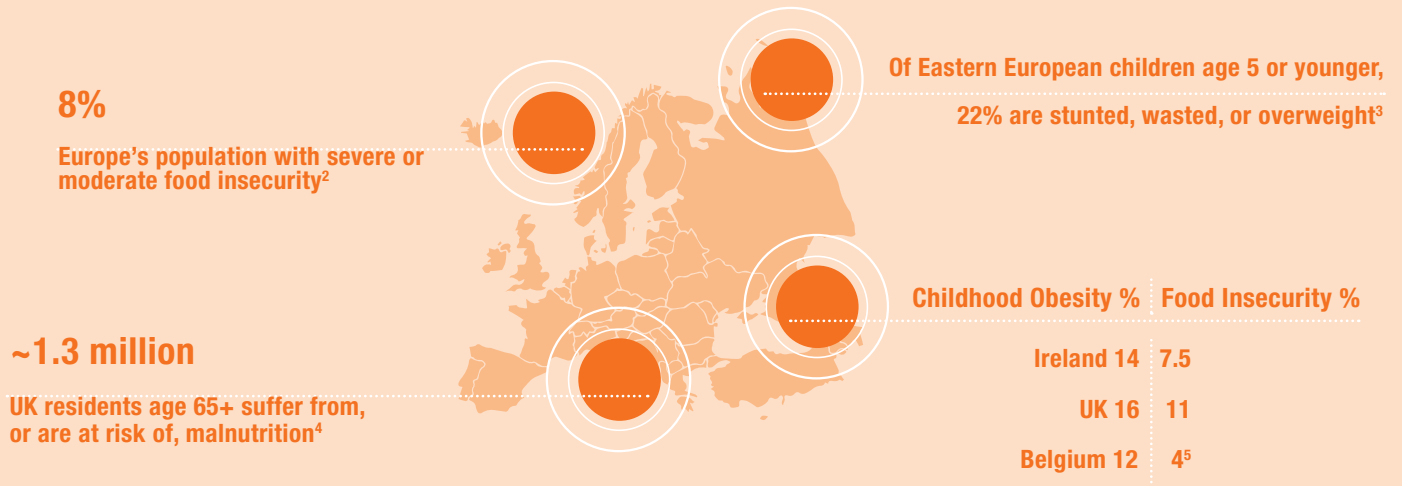 8%
Europe's population with severe or
moderate food insecurity²
Of Eastern European children age 5 or younger,
22% are stunted, wasted, or overweight³
~1.3 million
UK residents age 65+ suffer from,
or are at risk of, malnutrition⁴
Childhood Obesity % Food Insecurity %
Ireland 14 7.5
UK 16 11
Belgium 12 4⁵